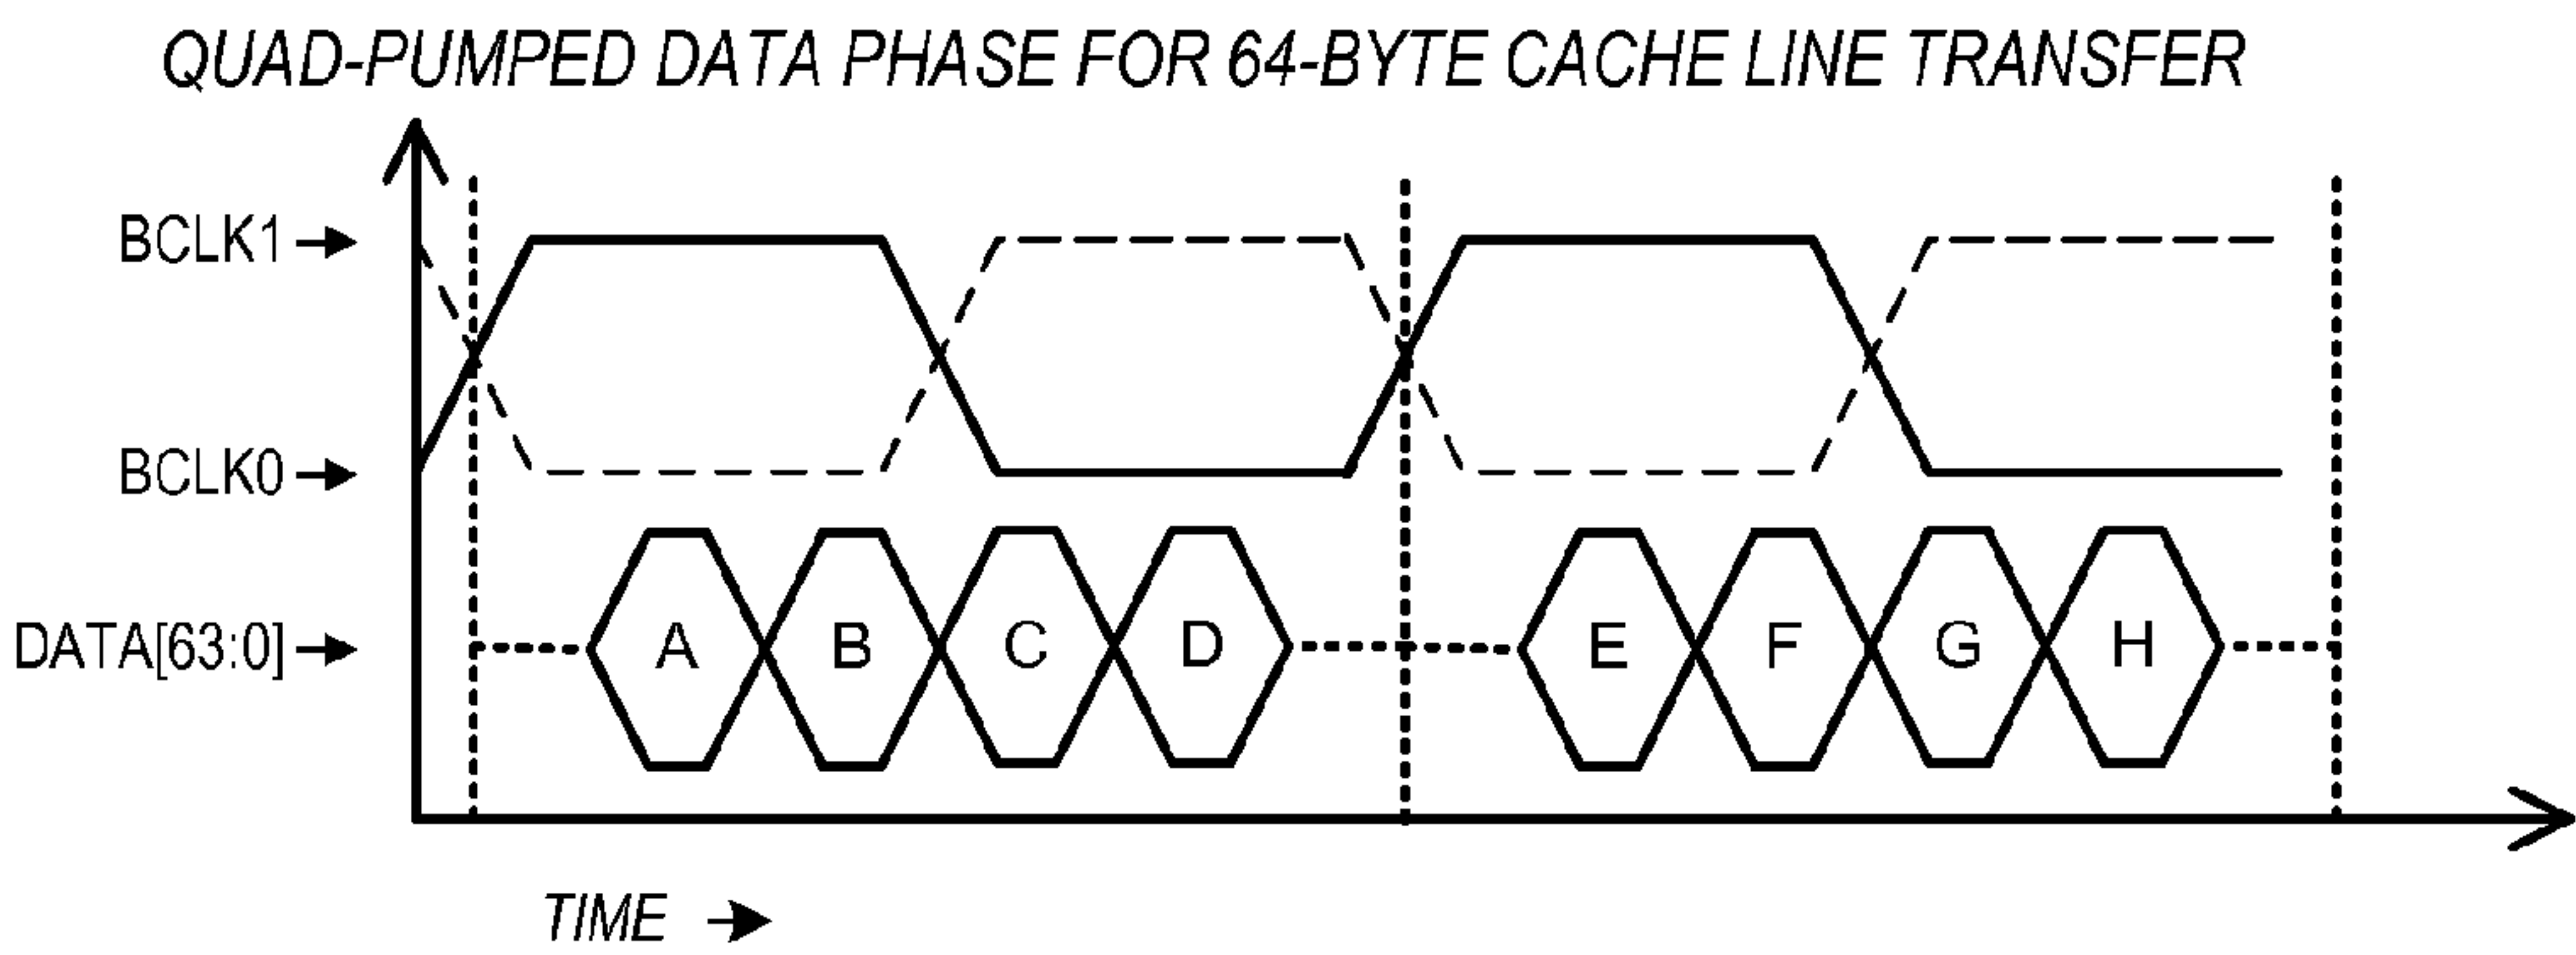 QUAD-PUMPED DATA PHASE FOR 64-BYTE CACHE LINE TRANSFER
BCLK1
BCLK0
DATA[63:0] A B C D E F G H
TIME